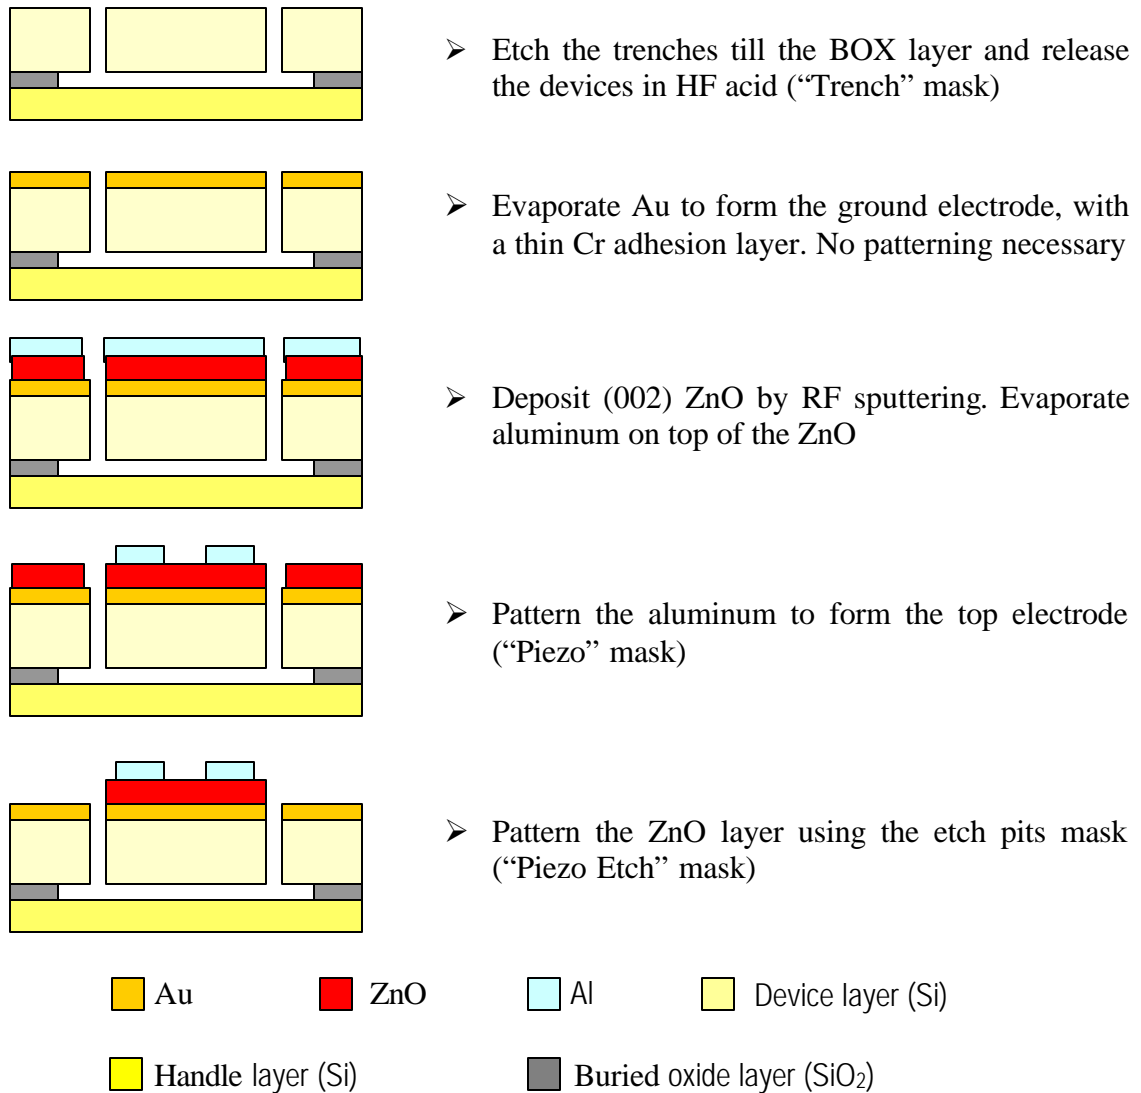 ➢ Etch the trenches till the BOX layer and release
the devices in HF acid (“Trench” mask)
➢ Evaporate Au to form the ground electrode, with
a thin Cr adhesion layer. No patterning necessary
➢ Deposit (002) ZnO by RF sputtering. Evaporate
aluminum on top of the ZnO
➢ Pattern the aluminum to form the top electrode
(“Piezo” mask)
➢ Pattern the ZnO layer using the etch pits mask
(“Piezo Etch” mask)
Au ZnO Al Device layer (Si)
Handle layer (Si) Buried oxide layer (SiO₂)